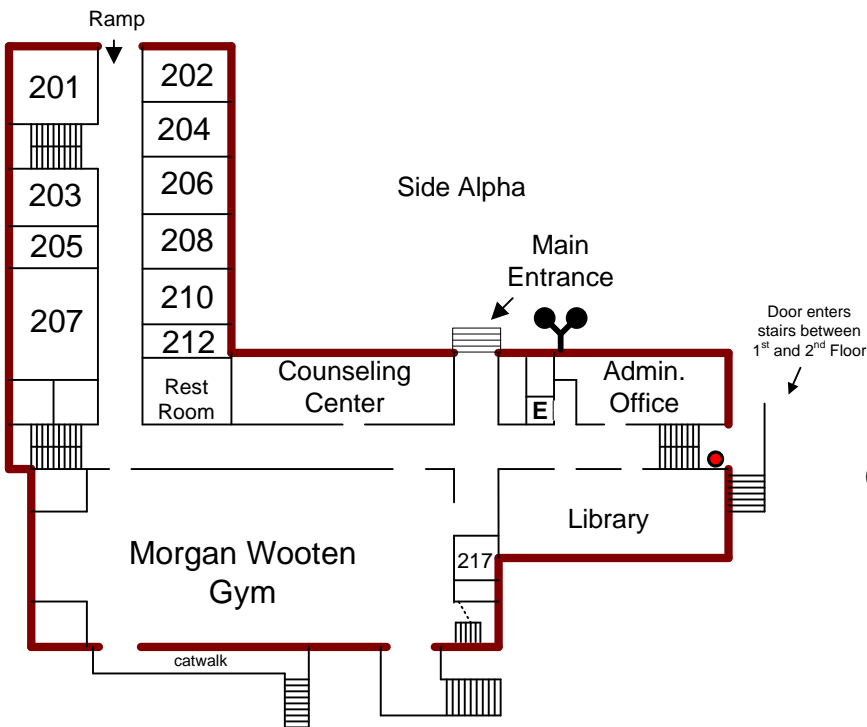 Ramp
201
202
204
203
206
Side Alpha
205
208
Main
Entrance
207
210
Door enters
stairs between
1st and 2nd Floor
212
Rest
Room
Counseling
Center
Admin.
Office
E
Library
Morgan Wooten
Gym
217
catwalk